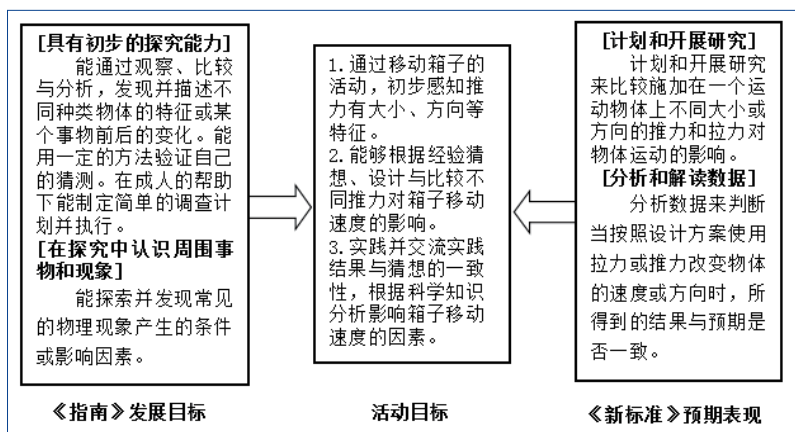 [具有初步的探究能力]
能通过观察、比较
与分析，发现并描述不
同种类物体的特征或某
个事物前后的变化。能
用一定的方法验证自己
的猜测。在成人的帮助
下能制定简单的调查计
划并执行。
[在探究中认识周围事
物和现象]
能探索并发现常见
的物理现象产生的条件
或影响因素。
《指南》发展目标
1.通过移动箱子的
活动，初步感知推
力有大小、方向等
特征。
2.能够根据经验猜
想、设计与比较不
同推力对箱子移动
速度的影响。
3.实践并交流实践
结果与猜想的一致
性，根据科学知识
分析影响箱子移动
速度的因素。
活动目标
[计划和开展研究]
计划和开展研究
来比较施加在一个运
动物体上不同大小或
方向的推力和拉力对
物体运动的影响。
[分析和解读数据]
分析数据来判断
当按照设计方案使用
拉力或推力改变物体
的速度或方向时，所
得到的结果与预期是
否一致。
《新标准》预期表现